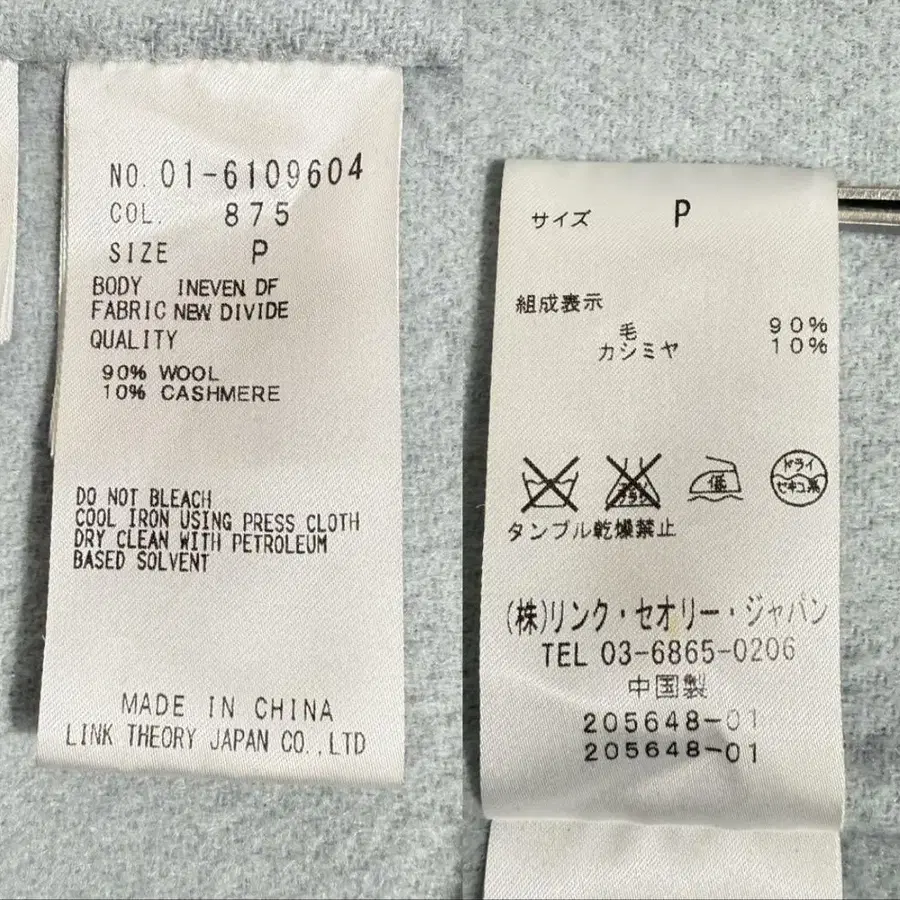 NO. 01-6109604
COL. 875
SIZE P
BODY INEVEN DF
FABRIC NEW DIVIDE
QUALITY
90% WOOL
10% CASHMERE
DO NOT BLEACH
COOL IRON USING PRESS CLOTH
DRY CLEAN WITH PETROLEUM
BASED SOLVENT
MADE IN CHINA
LINK THEORY JAPAN CO.,LTD
サイズ P
組成表示
毛 90%
カシミヤ 10%
低
ドライ
セキユ系
タンブル乾燥禁止
(株)リンク・セオリー・ジャパン
TEL 03-6865-0206
中国製
205648-01
205648-01